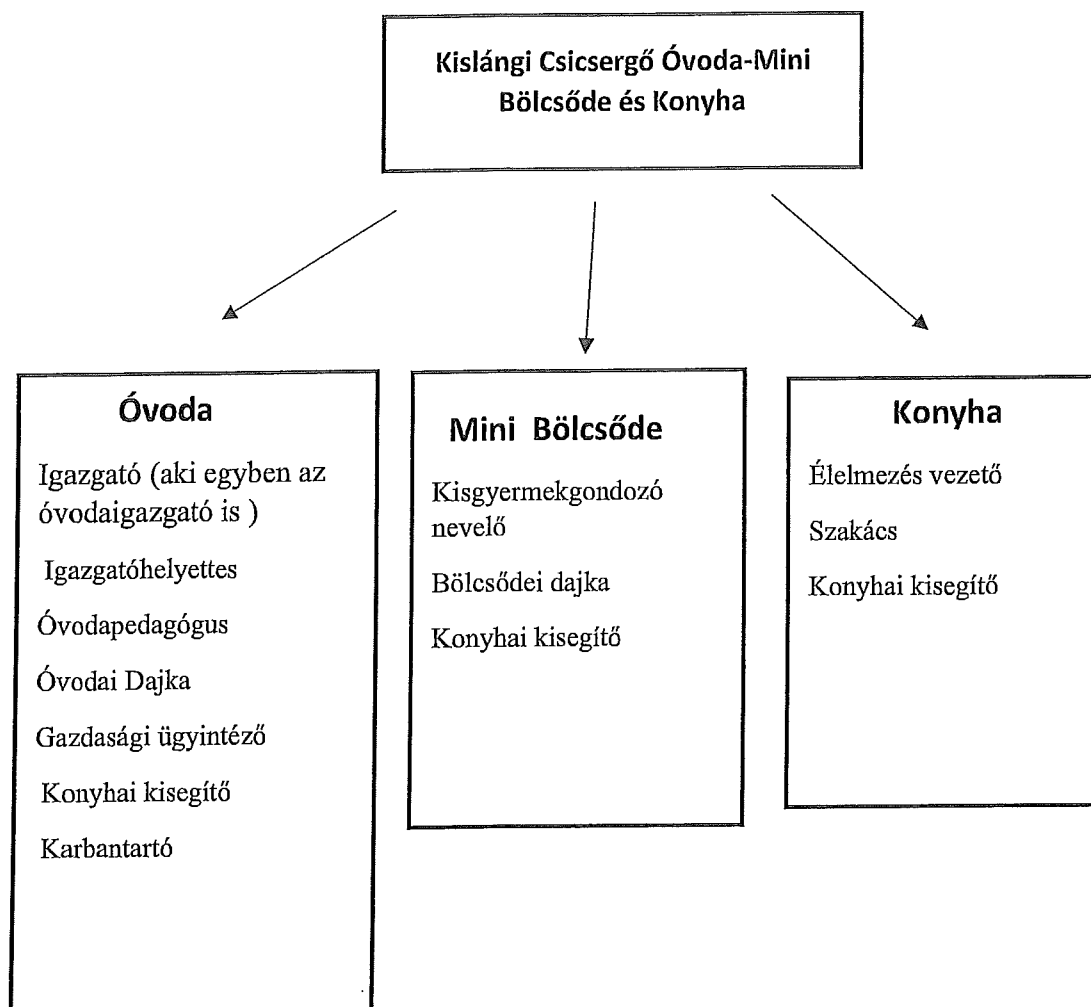 Kislángi Csicsergő Óvoda-Mini
Bölcsőde és Konyha
Óvoda
Igazgató (aki egyben az
óvodaigazgató is )
Igazgatóhelyettes
Óvodapedagógus
Óvodai Dajka
Gazdasági ügyintéző
Konyhai kisegítő
Karbantartó
Mini Bölcsőde
Kisgyermekgondozó
nevelő
Bölcsődei dajka
Konyhai kisegítő
Konyha
Élelmezés vezető
Szakács
Konyhai kisegítő